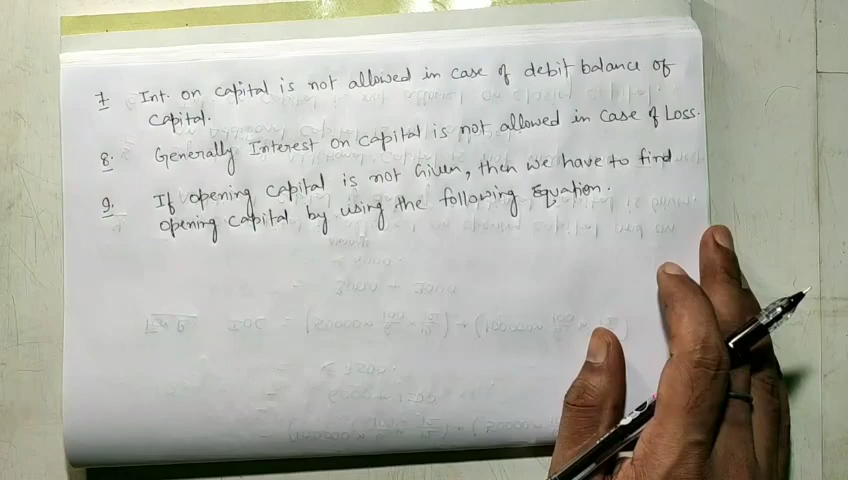 7. Int. on capital is not allowed in case of debit balance of
capital.
8. Generally Interest on capital is not allowed in case of Loss.
9. If opening capital is not Given, then we have to find
opening capital by using the following Equation.